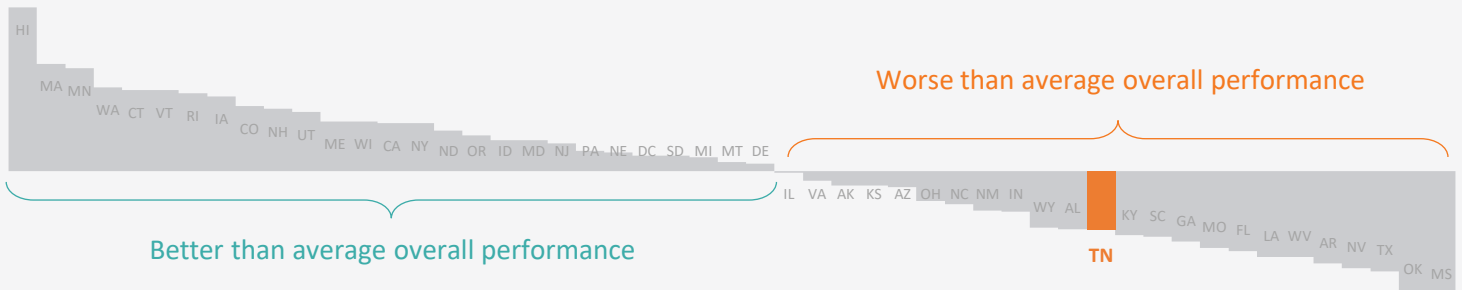 HI
MA
MN
WA
CT
VT
RI
IA
CO
NH
UT
ME
WI
CA
NY
ND
OR
ID
MD
NJ
PA
NE
DC
SD
MI
MT
DE
Worse than average overall performance
IL
VA
AK
KS
AZ
OH
NC
NM
IN
WY
AL
TN
KY
SC
GA
MO
FL
LA
WV
AR
NV
TX
OK
MS
Better than average overall performance